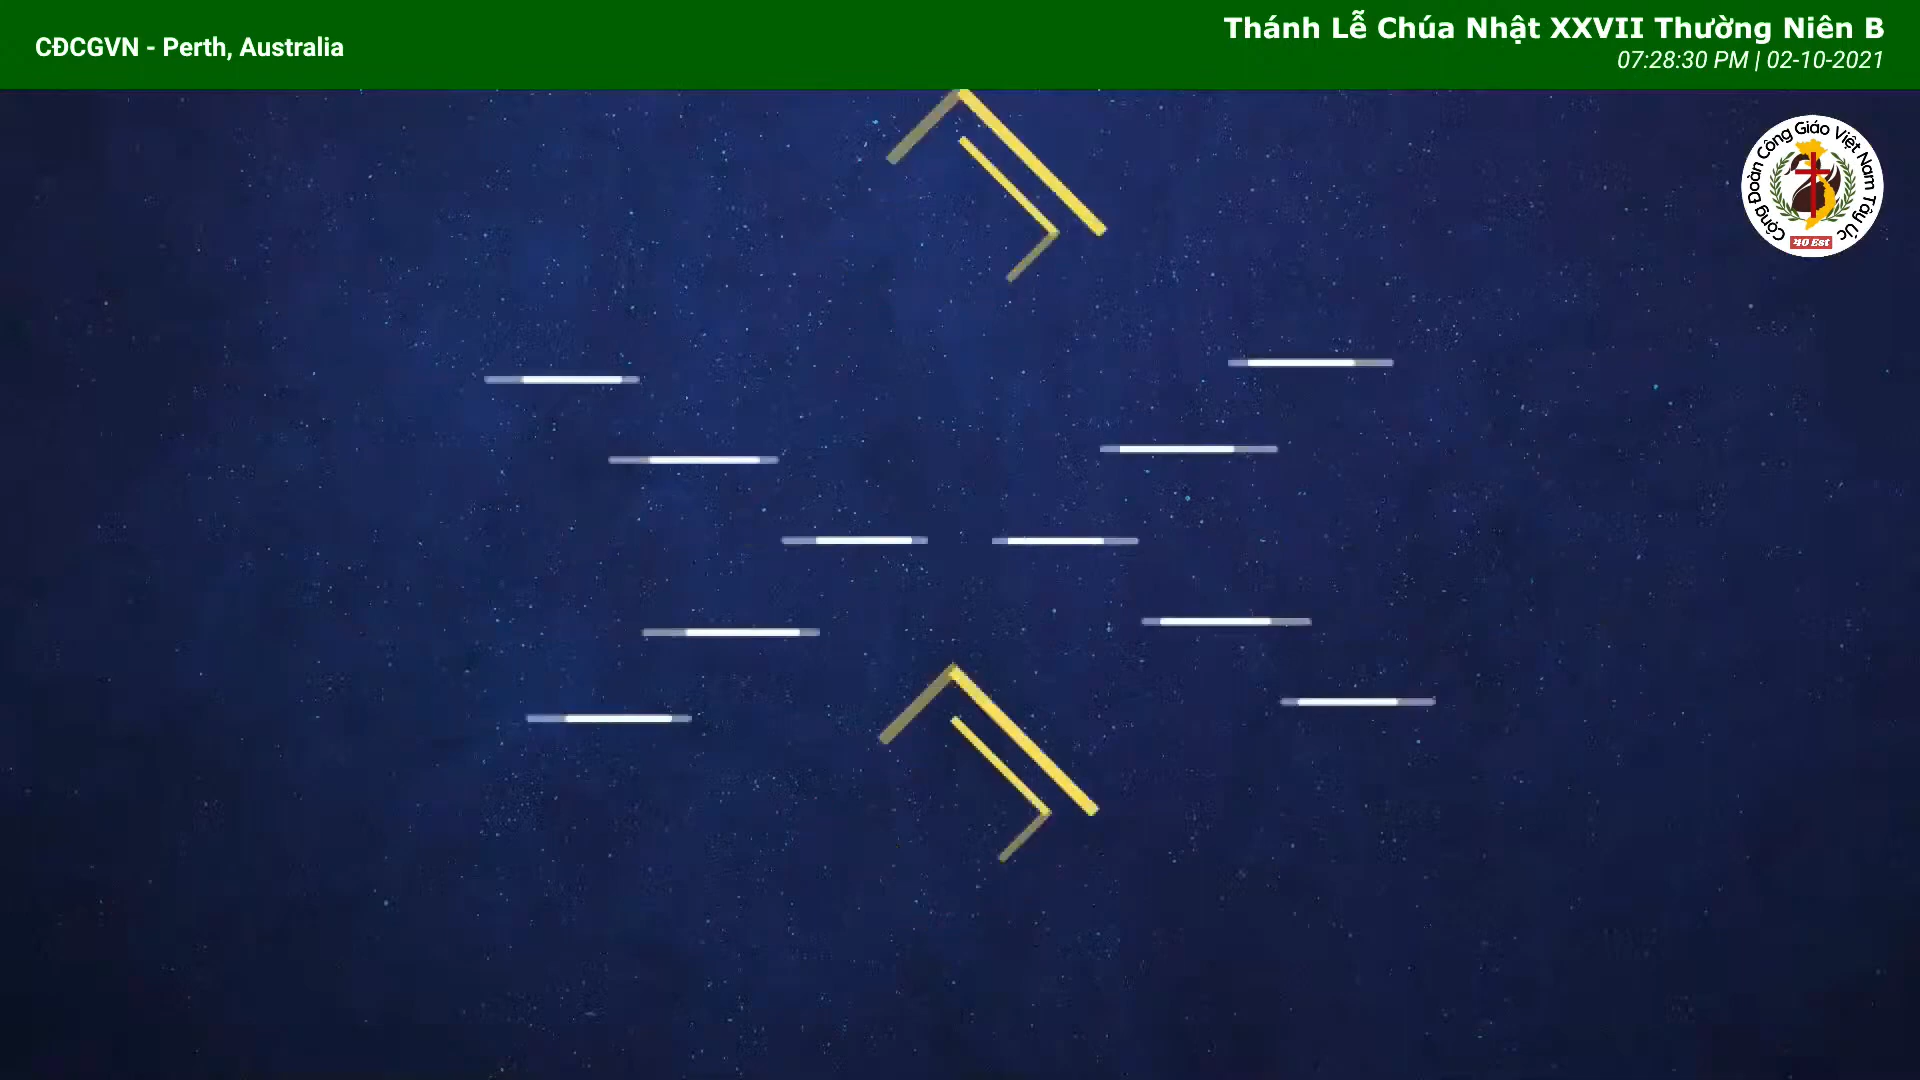 CĐCGVN - Perth, Australia
Thánh Lễ Chúa Nhật XXVII Thường Niên B
07:28:30 PM | 02-10-2021
Cộng Đoàn Công Giáo Việt Nam Tây Úc
40 Est